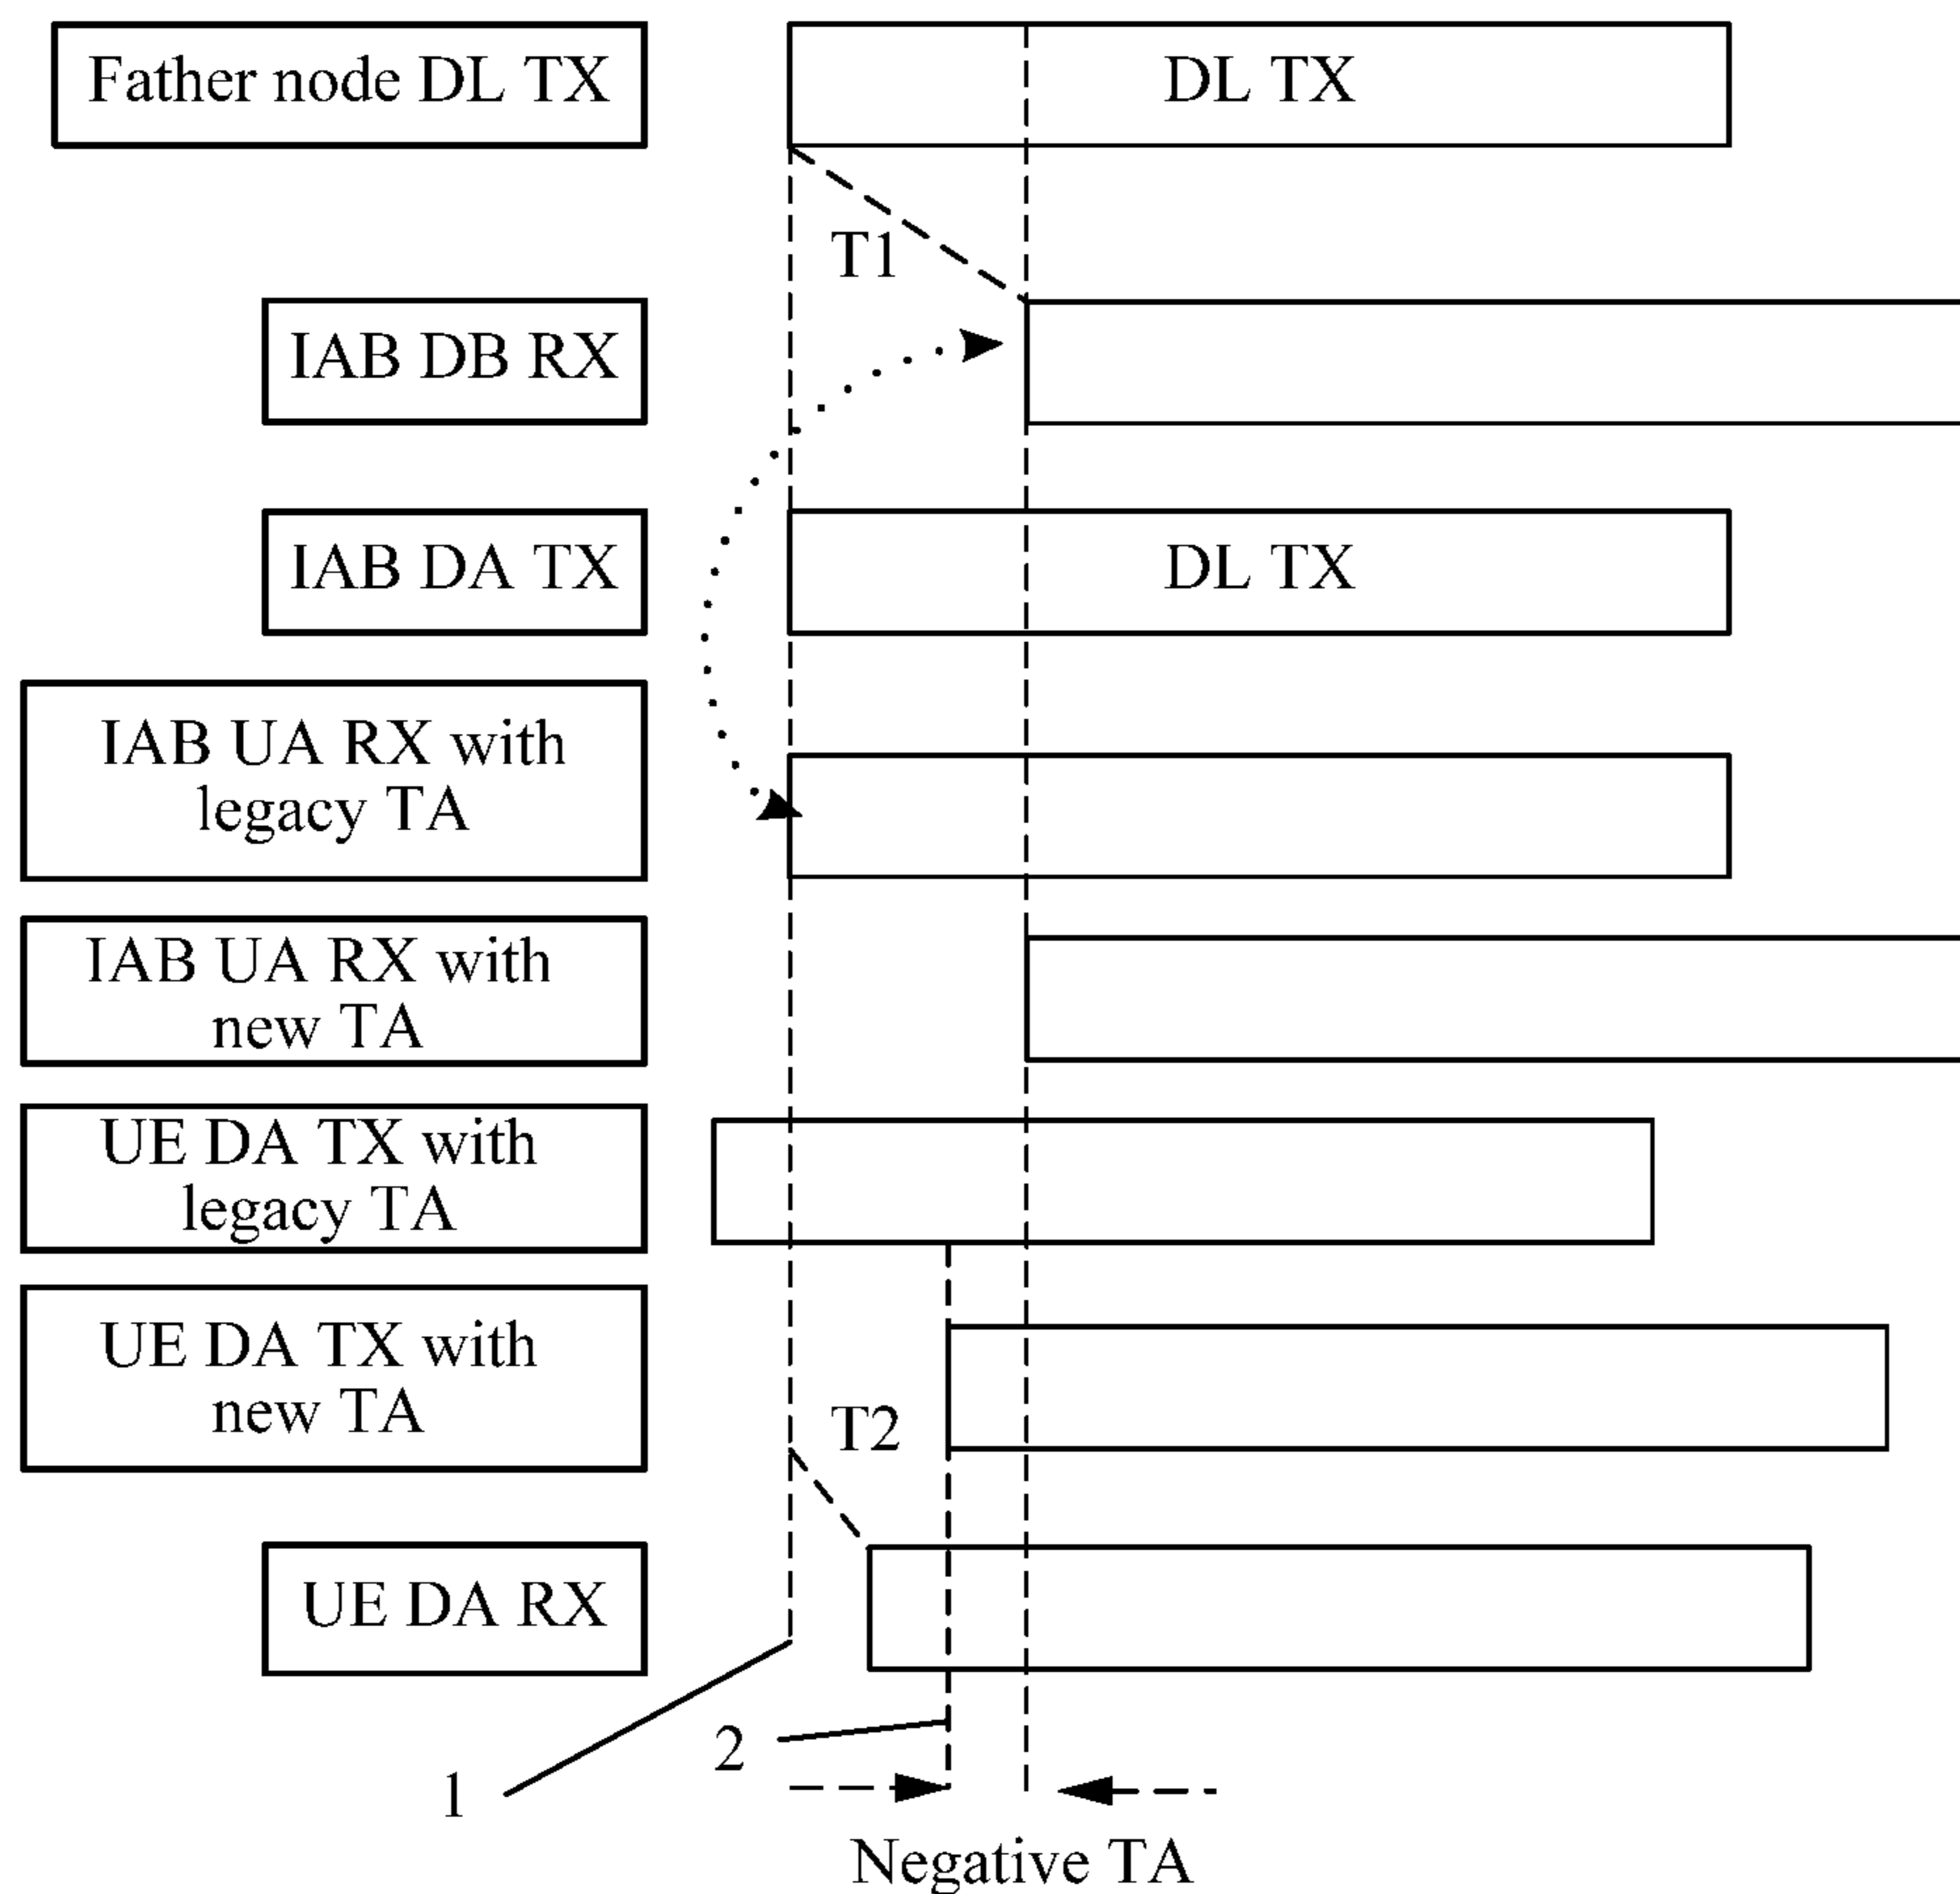 Father node DL TX
DL TX
T1
IAB DB RX
IAB DA TX
DL TX
IAB UA RX with
legacy TA
IAB UA RX with
new TA
UE DA TX with
legacy TA
UE DA TX with
new TA
T2
UE DA RX
2
1
Negative TA